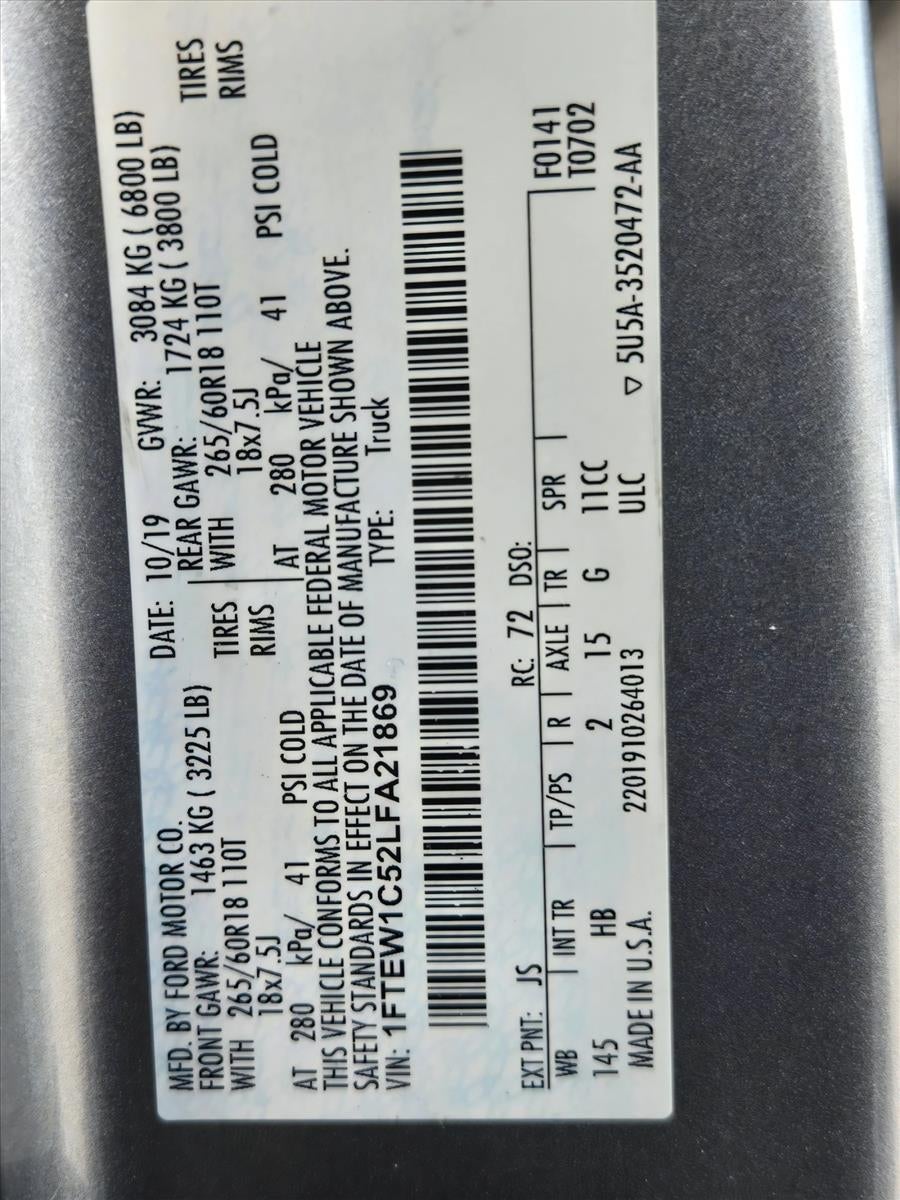 MFD. BY FORD MOTOR CO.
DATE: 10/19 GVWR: 3084 KG ( 6800 LB)
FRONT GAWR: 1463 KG ( 3225 LB) REAR GAWR: 1724 KG ( 3800 LB)
WITH 265/60R18 110T TIRES WITH 265/60R18 110T TIRES
18x7.5J RIMS 18x7.5J RIMS
AT 280 kPa/ 41 PSI COLD AT 280 kPa/ 41 PSI COLD
THIS VEHICLE CONFORMS TO ALL APPLICABLE FEDERAL MOTOR VEHICLE
SAFETY STANDARDS IN EFFECT ON THE DATE OF MANUFACTURE SHOWN ABOVE.
VIN: 1FTEW1C52LFA21869 TYPE: Truck
EXT PNT: JS RC: 72 DSO: F0141
WB INT TR TP/PS R AXLE TR SPR T0702
145 HB 2 15 G 11CC
ULC
MADE IN U.S.A. 220191026401​3 ▽ 5U5A-3520472-AA